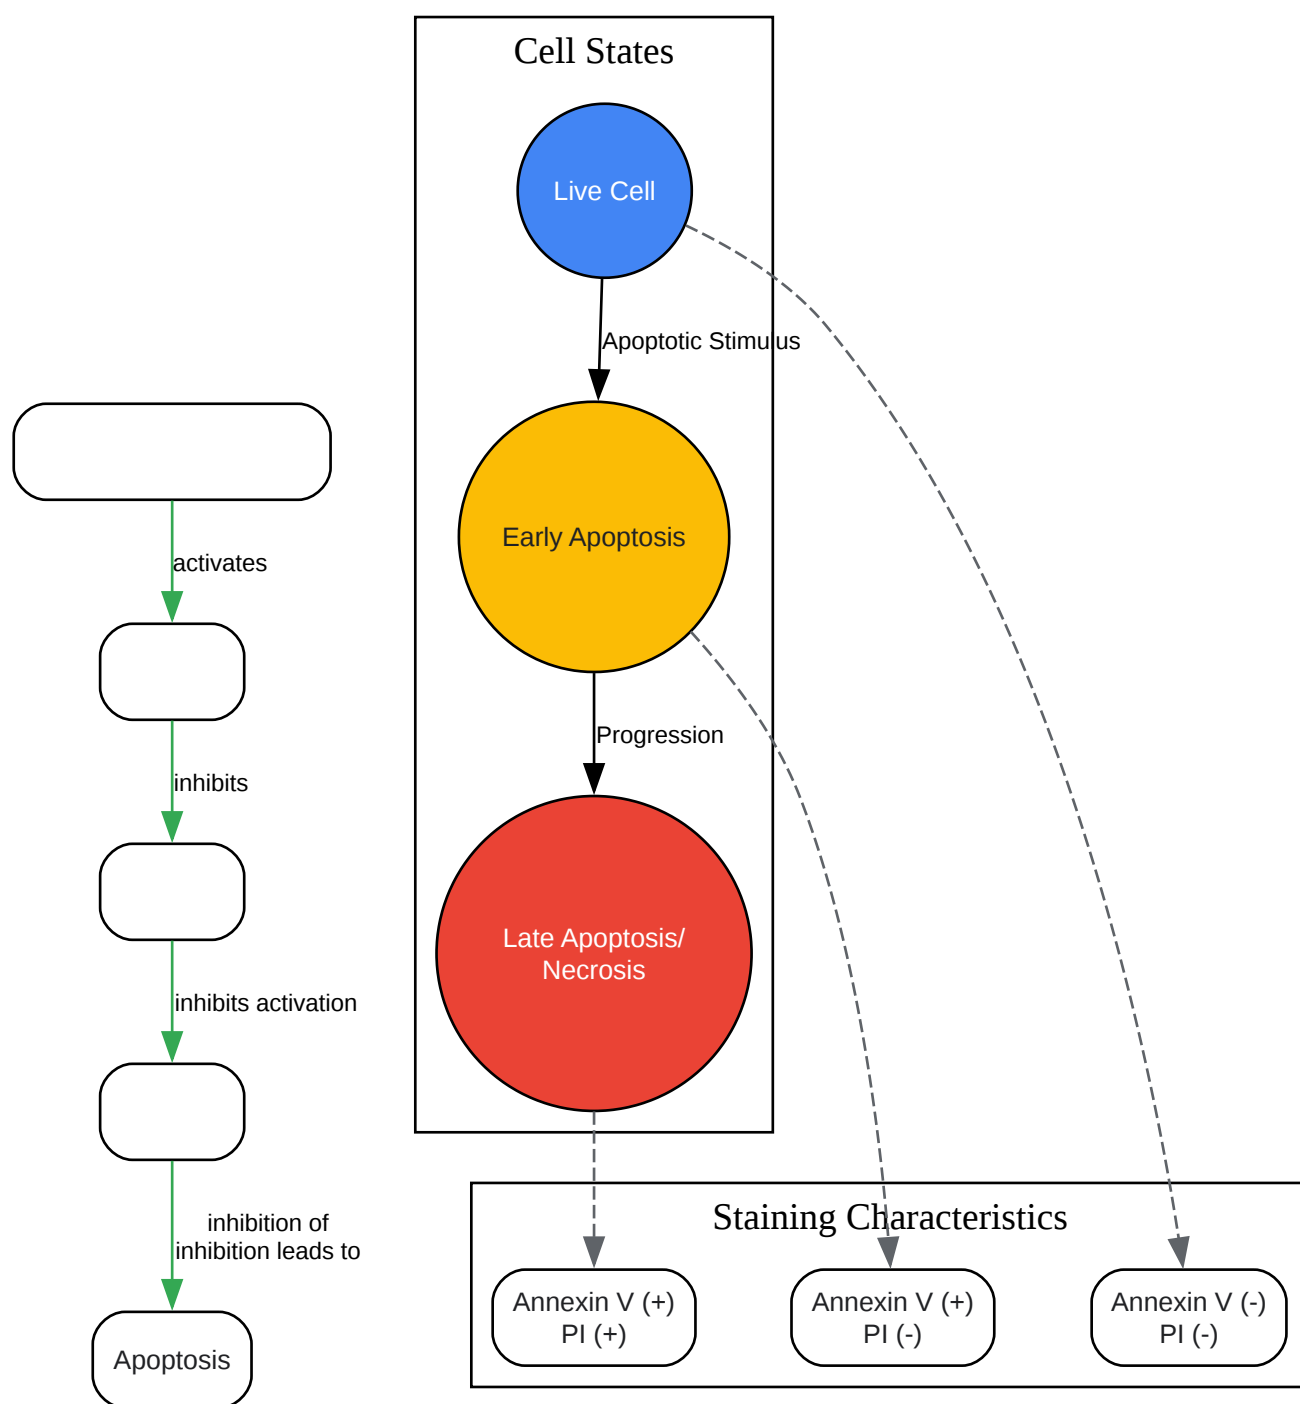 Cell States
Live Cell
Apoptotic Stimulus
Early Apoptosis
activates
Progression
inhibits
Late Apoptosis/
Necrosis
inhibits activation
inhibition of
inhibition leads to
Apoptosis
Staining Characteristics
Annexin V (+)
PI (+)
Annexin V (+)
PI (-)
Annexin V (-)
PI (-)